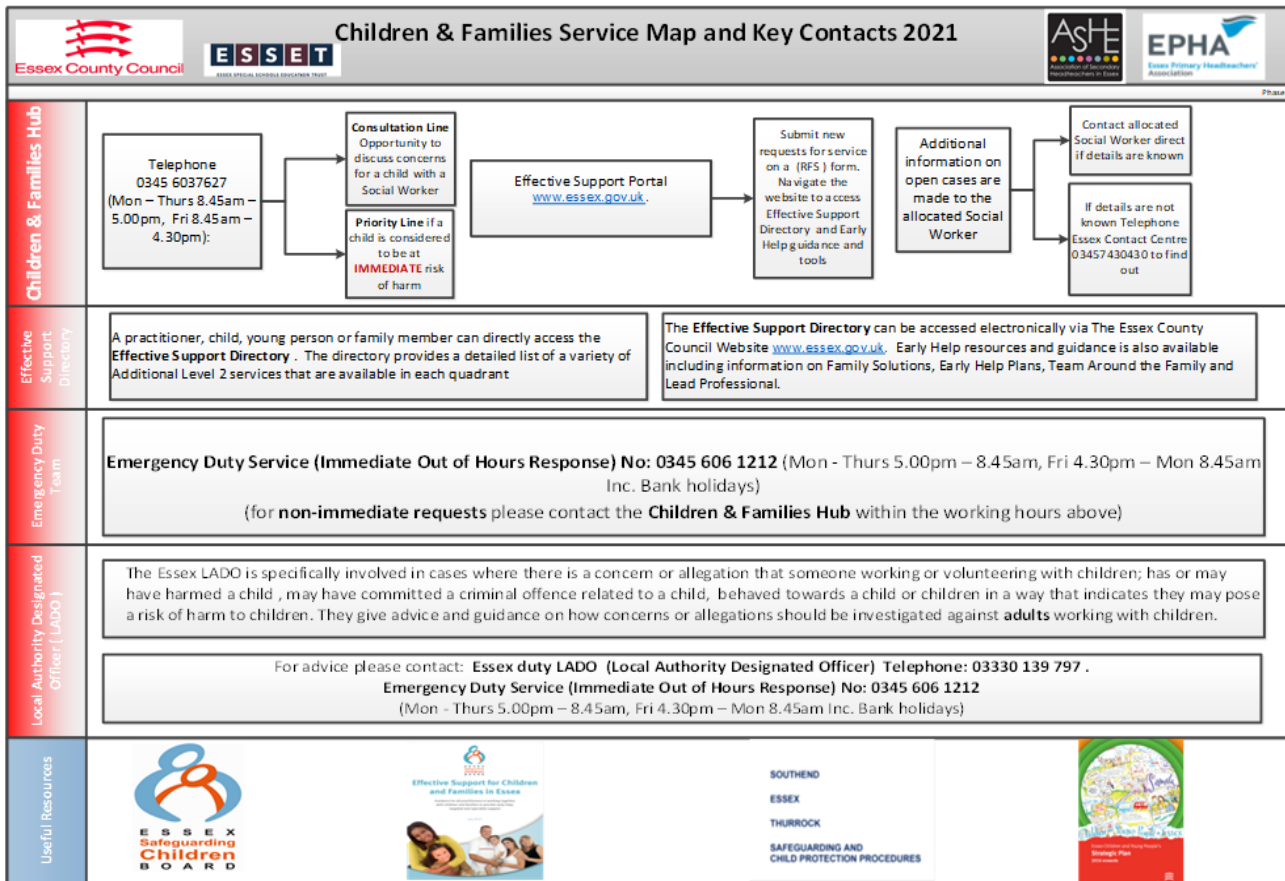 Children & Families Service Map and Key Contacts 2021
Essex County Council
ESSET
ESSEX SPECIAL SCHOOLS EDUCATION TRUST
ASHE
Association of Secondary
Headteachers in Essex
EPHA
Essex Primary Headteachers'
Association
Phase
Children & Families Hub
Telephone
0345 6037627
(Mon – Thurs 8.45am –
5.00pm, Fri 8.45am –
4.30pm):
Consultation Line
Opportunity to
discuss concerns
for a child with a
Social Worker
Priority Line if a
child is considered
to be at
IMMEDIATE risk
of harm
Effective Support Portal
www.essex.gov.uk.
Submit new
requests for service
on a (RFS) form.
Navigate the
website to access
Effective Support
Directory and Early
Help guidance and
tools
Additional
information on
open cases are
made to the
allocated Social
Worker
Contact allocated
Social Worker direct
if details are known
If details are not
known Telephone
Essex Contact Centre
03457430430 to find
out
Effective
Support
Directory
A practitioner, child, young person or family member can directly access the
Effective Support Directory . The directory provides a detailed list of a variety of
Additional Level 2 services that are available in each quadrant
The Effective Support Directory can be accessed electronically via The Essex County
Council Website www.essex.gov.uk. Early Help resources and guidance is also available
including information on Family Solutions, Early Help Plans, Team Around the Family and
Lead Professional.
Emergency Duty
Team
Emergency Duty Service (Immediate Out of Hours Response) No: 0345 606 1212 (Mon - Thurs 5.00pm – 8.45am, Fri 4.30pm – Mon 8.45am
Inc. Bank holidays)
(for non-immediate requests please contact the Children & Families Hub within the working hours above)
Local Authority Designated
Officer [ LADO )
The Essex LADO is specifically involved in cases where there is a concern or allegation that someone working or volunteering with children; has or may
have harmed a child , may have committed a criminal offence related to a child, behaved towards a child or children in a way that indicates they may pose
a risk of harm to children. They give advice and guidance on how concerns or allegations should be investigated against adults working with children.
For advice please contact: Essex duty LADO (Local Authority Designated Officer) Telephone: 03330 139 797 .
Emergency Duty Service (Immediate Out of Hours Response) No: 0345 606 1212
(Mon - Thurs 5.00pm – 8.45am, Fri 4.30pm – Mon 8.45am Inc. Bank holidays)
Useful Resources
ESSEX
Safeguarding
Children
BOARD
Effective Support for Children
and Families in Essex
SOUTHEND
ESSEX
THURROCK
SAFEGUARDING AND
CHILD PROTECTION PROCEDURES
Essex Children and Young People's
Strategic Plan